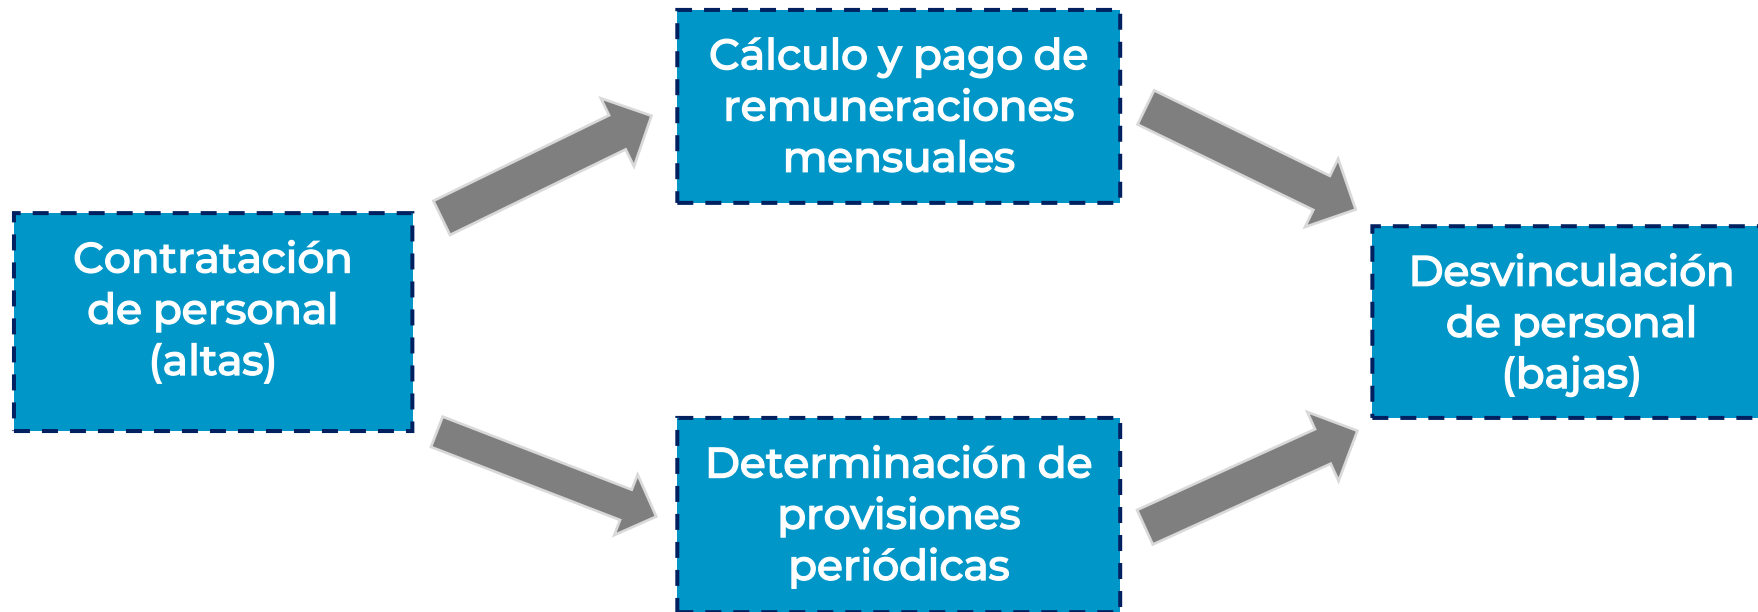 Contratación
de personal
(altas)
Cálculo y pago de
remuneraciones
mensuales
Determinación de
provisiones
periódicas
Desvinculación
de personal
(bajas)